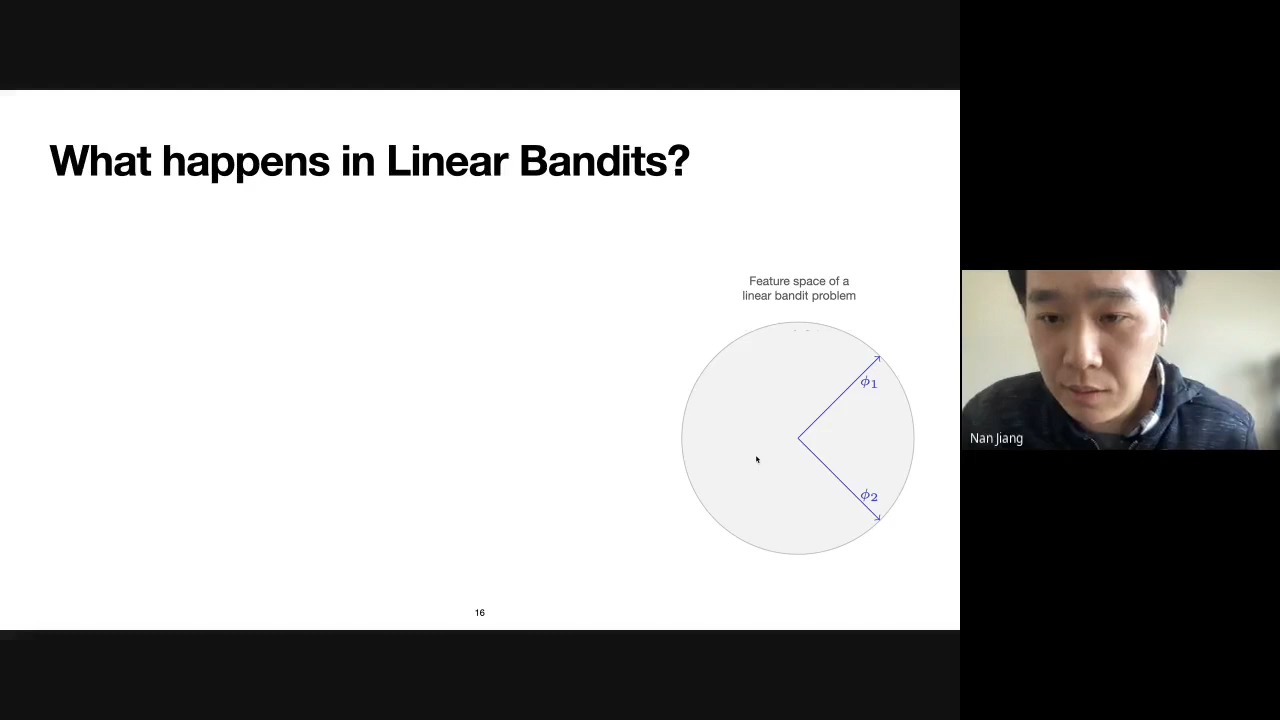 What happens in Linear Bandits?
Feature space of a
linear bandit problem
ϕ1
ϕ2
16
Nan Jiang